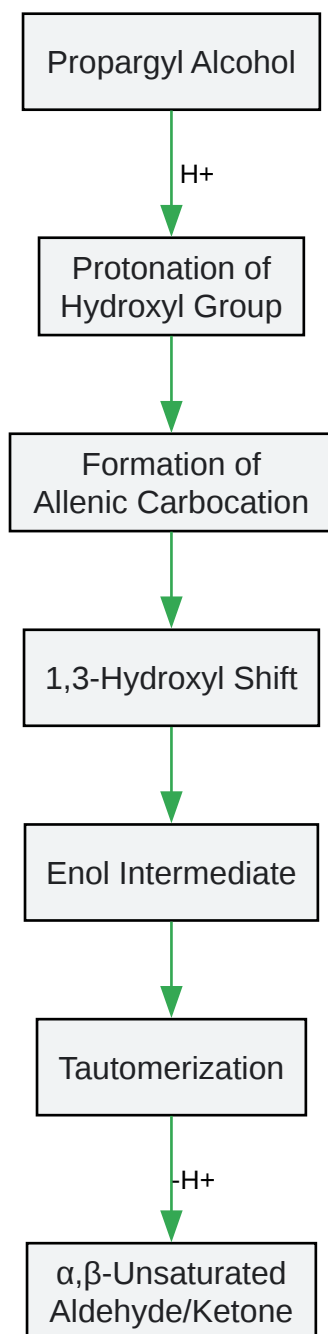 Propargyl Alcohol
H+
Protonation of
Hydroxyl Group
Formation of
Allenic Carbocation
1,3-Hydroxyl Shift
Enol Intermediate
Tautomerization
-H+
α,β-Unsaturated
Aldehyde/Ketone